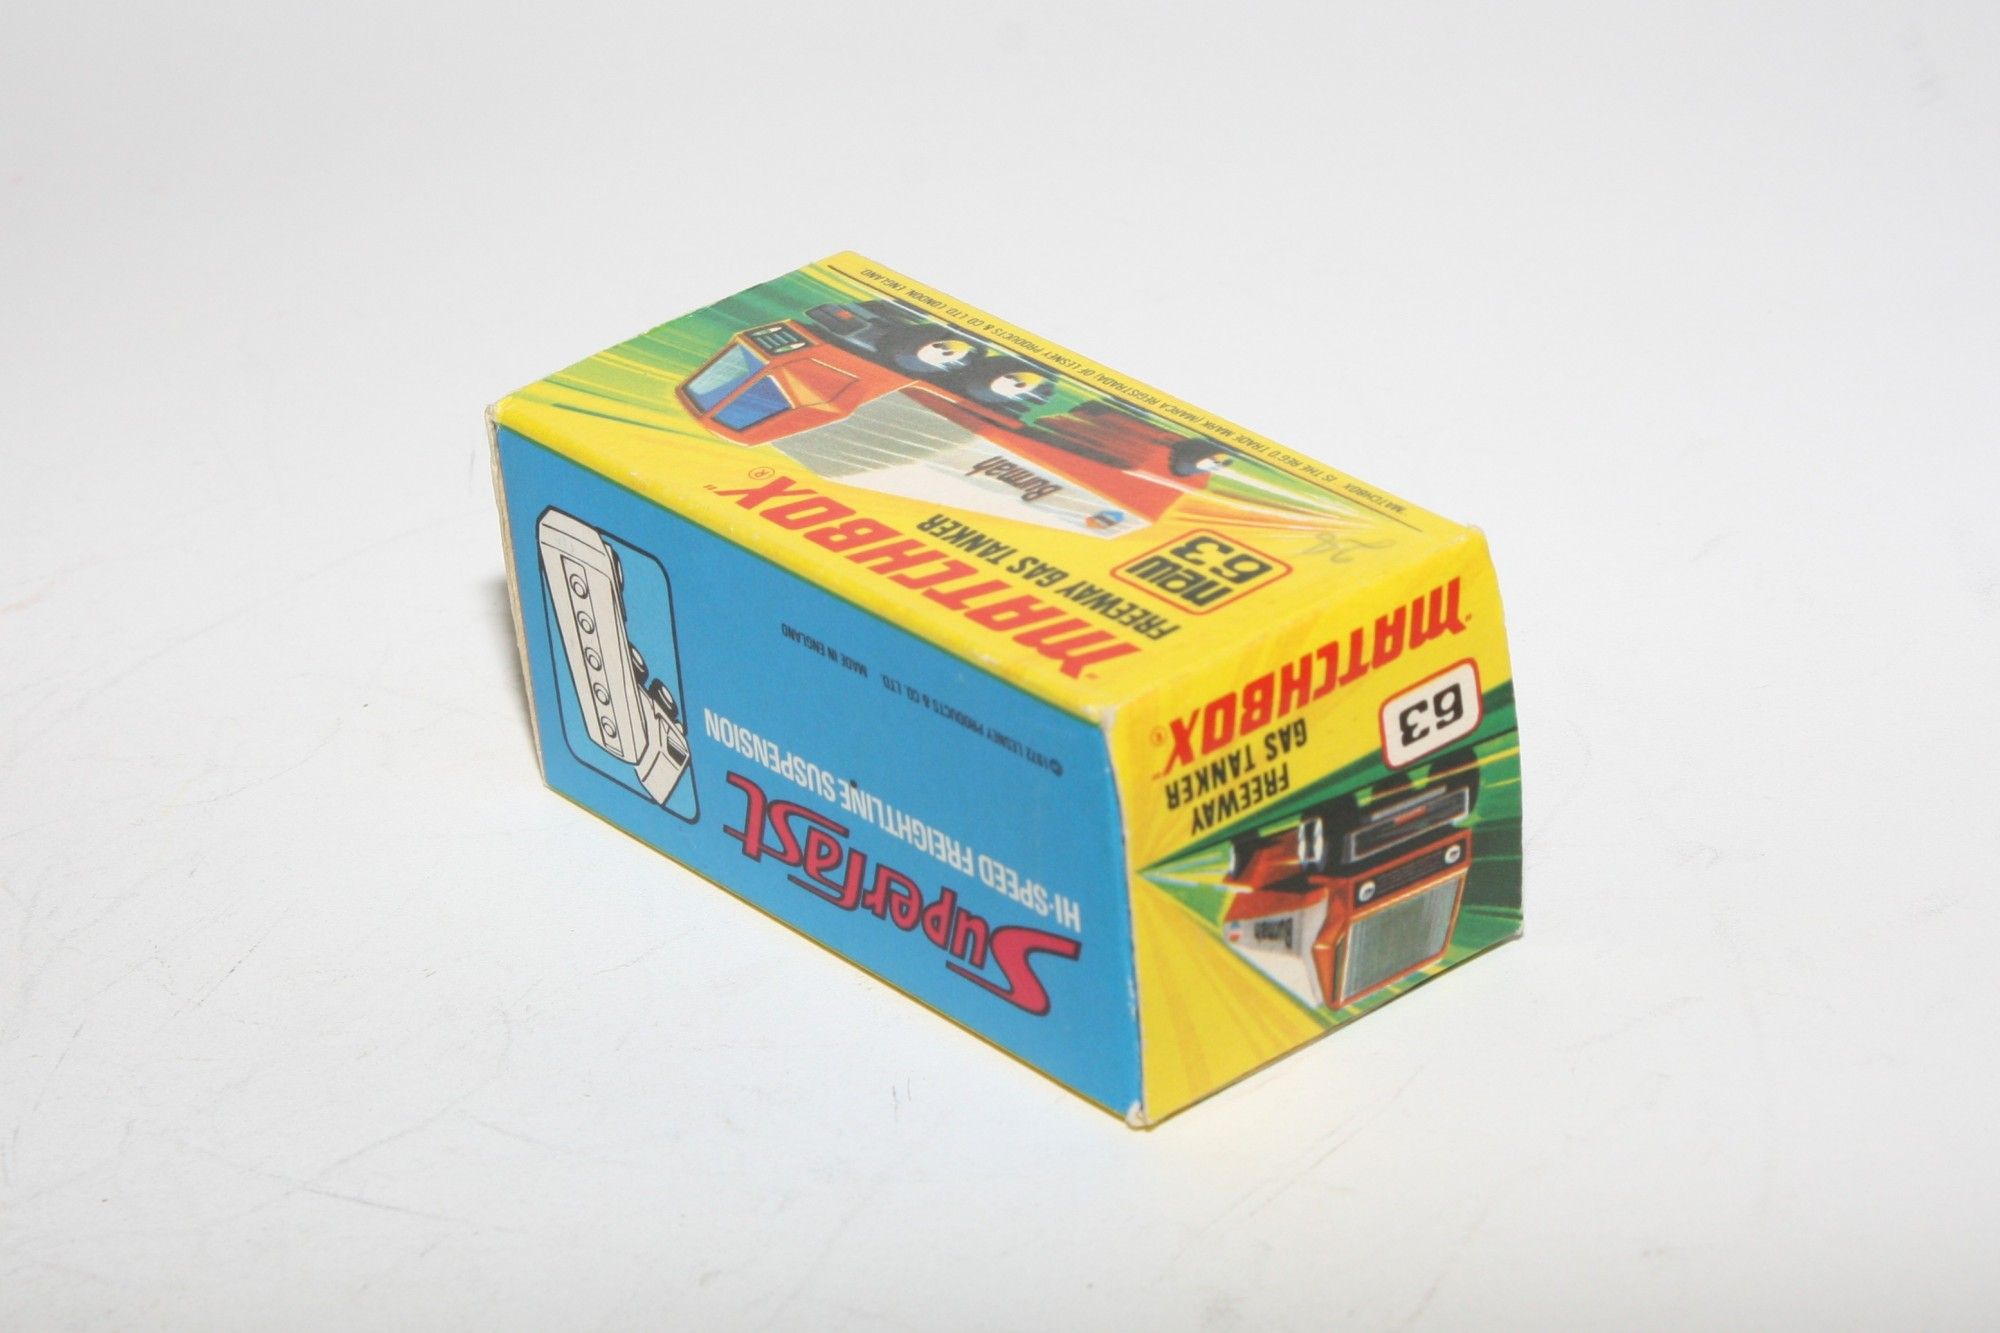 "MATCHBOX" IS THE REG'D TRADE MARK (MARCA REGISTRADA) OF LESNEY PRODUCTS & CO. LTD. LONDON, ENGLAND
Burmah
new
63
FREEWAY GAS TANKER
"MATCHBOX"®
"MATCHBOX"®
63
FREEWAY
GAS TANKER
Burmah
©1972 LESNEY PRODUCTS & CO. LTD. MADE IN ENGLAND
HI-SPEED FREIGHTLINE SUSPENSION
Superfast